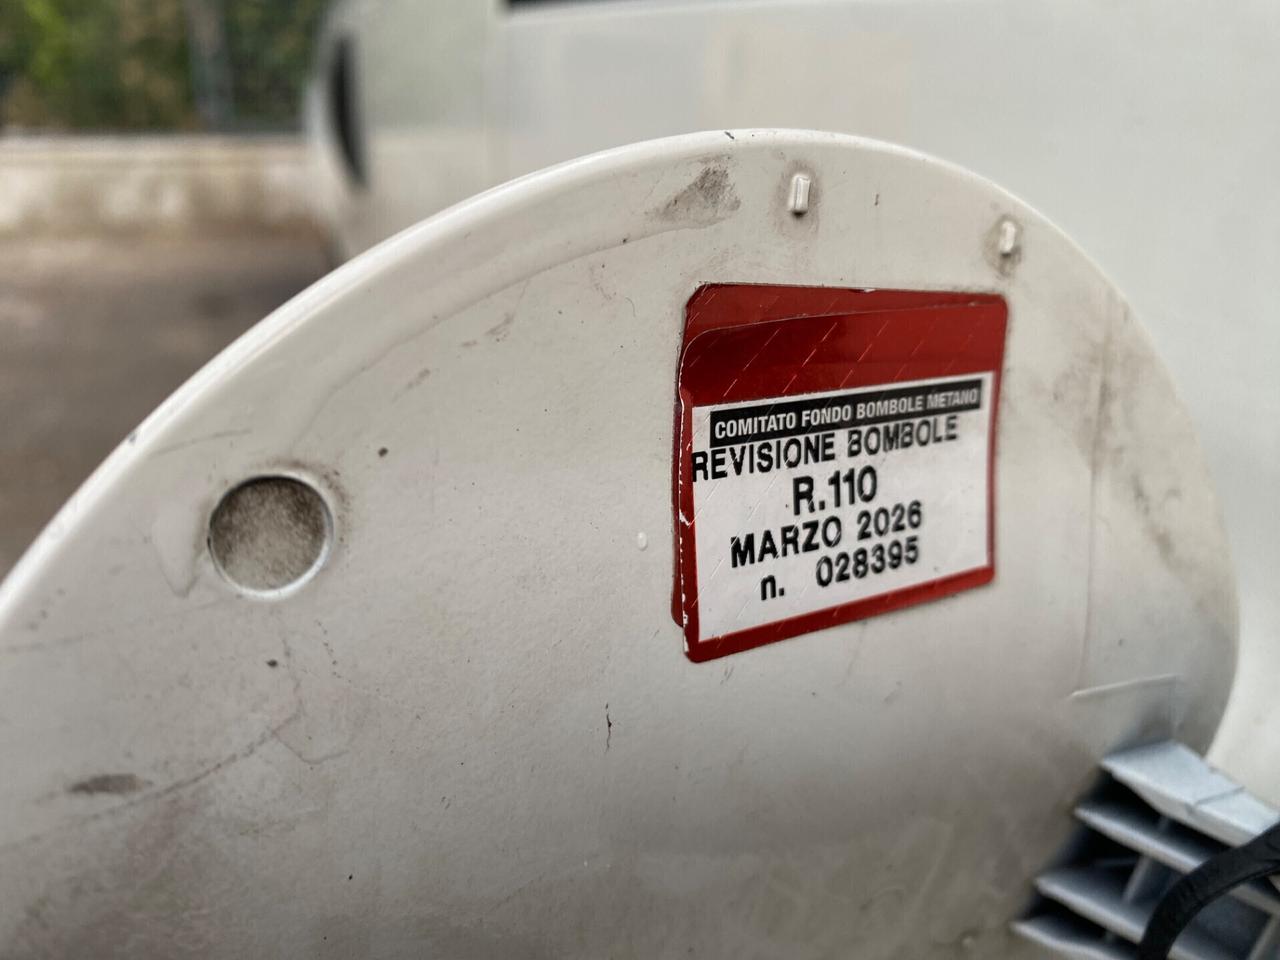 COMITATO FONDO BOMBOLE METANO
REVISIONE BOMBOLE
R.110
MARZO 2026
n. 028395